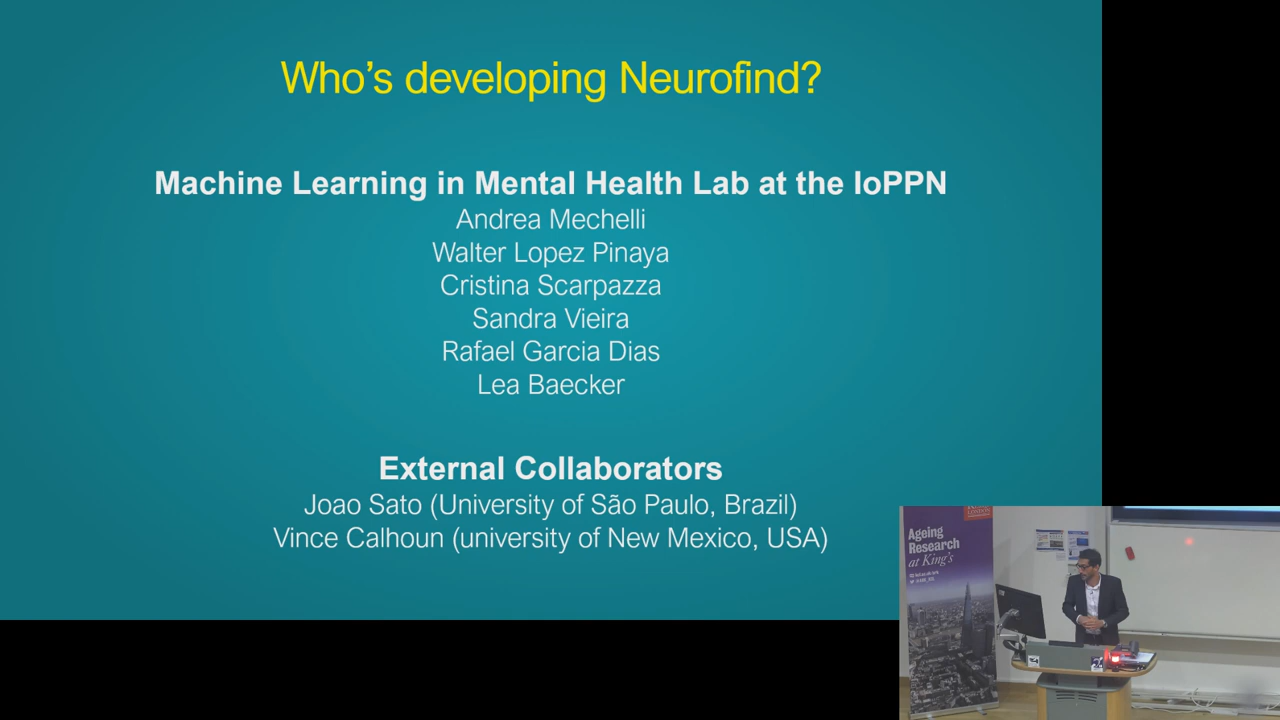 Who's developing Neurofind?
Machine Learning in Mental Health Lab at the IoPPN
Andrea Mechelli
Walter Lopez Pinaya
Cristina Scarpazza
Sandra Vieira
Rafael Garcia Dias
Lea Baecker
External Collaborators
Joao Sato (University of São Paulo, Brazil)
Vince Calhoun (university of New Mexico, USA)
Ageing
Research
at King's